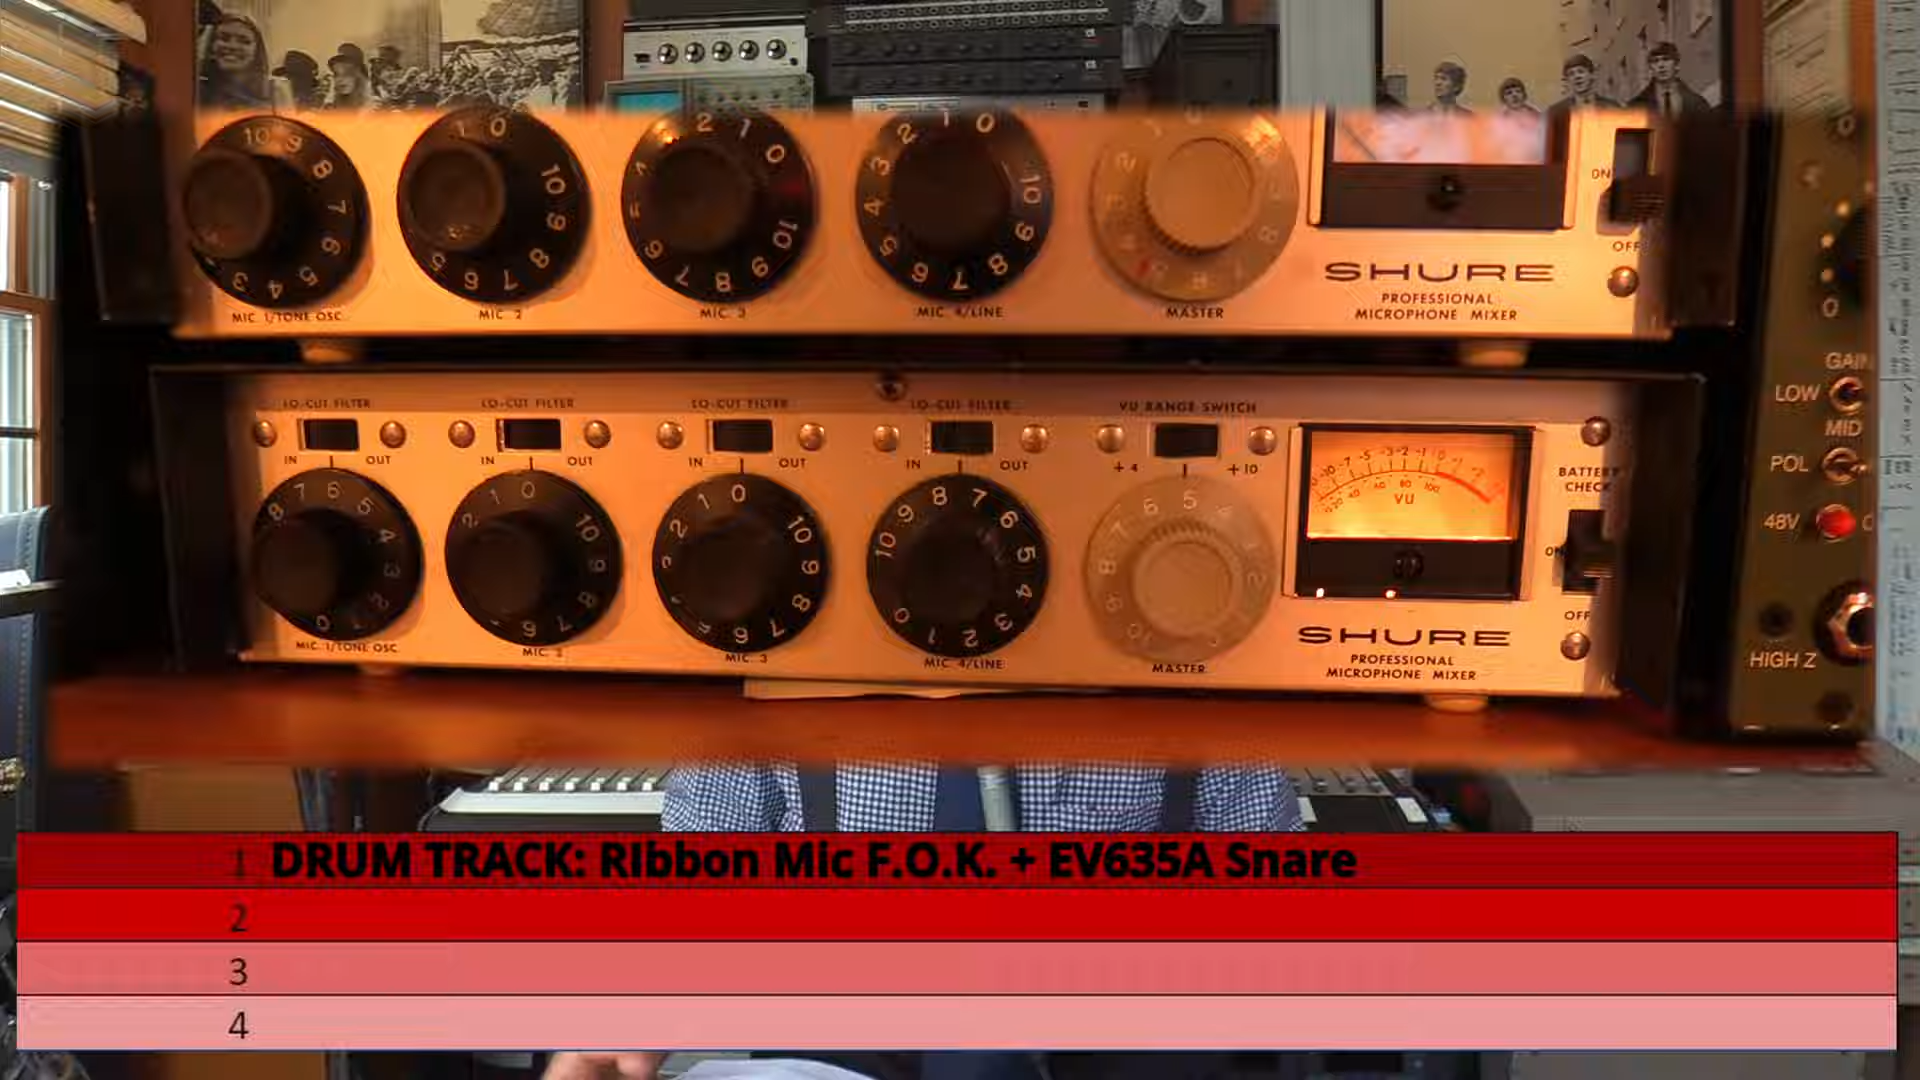 MIC 1/TONE OSC.
MIC 2
MIC 3
MIC 4/LINE
MASTER
ON
OFF
SHURE
PROFESSIONAL
MICROPHONE MIXER
LO-CUT FILTER
LO-CUT FILTER
LO-CUT FILTER
LO-CUT FILTER
VU RANGE SWITCH
IN OUT
IN OUT
IN OUT
IN OUT
+4 +10
VU
BATTERY
CHECK
ON
OFF
MIC. 1/TONE OSC.
MIC. 2
MIC. 3
MIC 4/LINE
MASTER
SHURE
PROFESSIONAL
MICROPHONE MIXER
0
GAIN
LOW
MID
POL
48V
HIGH Z
1 DRUM TRACK: RIbbon Mic F.O.K. + EV635A Snare
2
3
4